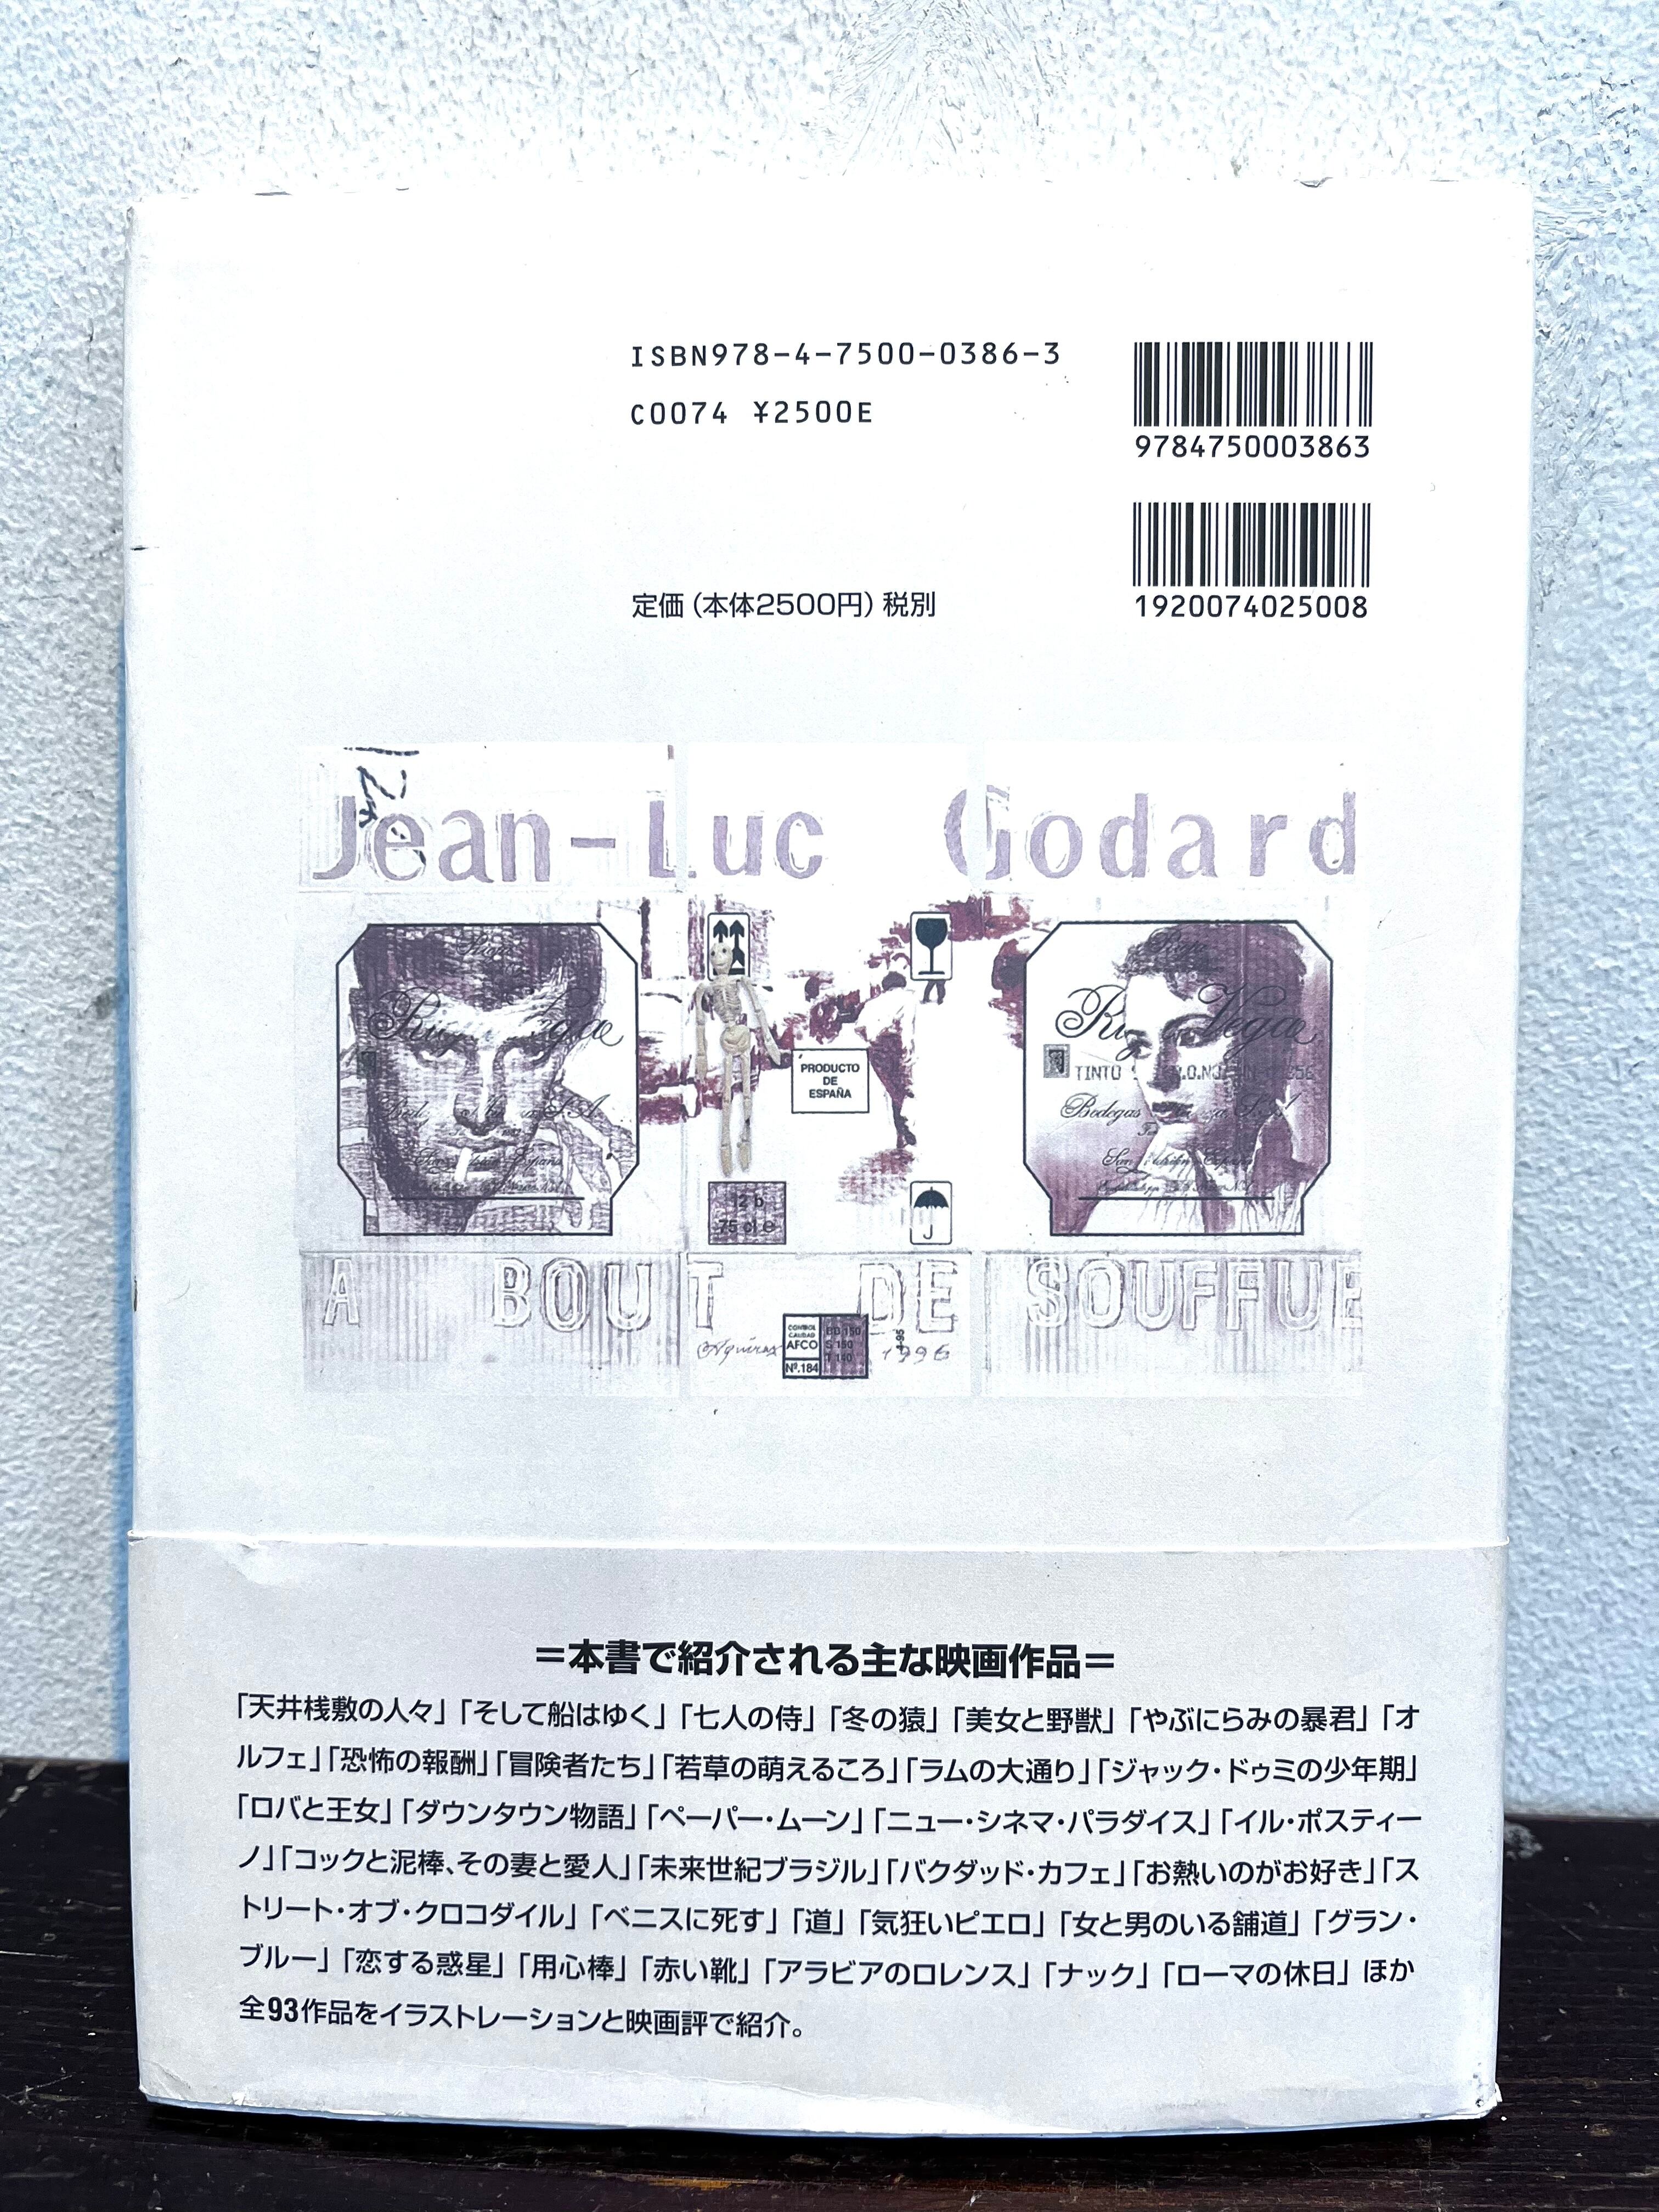 ISBN978-4-7500-0386-3
C0074 ¥2500E
9784750003863
定価（本体2500円）税別
1920074025008
Jean-Luc Godard
PRODUCTO
DE
ESPAÑA
TINTO
Bodegas
12 b
75 cl e
A BOUT DE SOUFFLE
CONTROL
CALIDAD
AFCO
Nº.184
1996
=本書で紹介される主な映画作品=
「天井桟敷の人々」「そして船はゆく」「七人の侍」「冬の猿」「美女と野獣」「やぶにらみの暴君」「オ
ルフェ」「恐怖の報酬」「冒険者たち」「若草の萌えるころ」「ラムの大通り」「ジャック・ドゥミの少年期」
「ロバと王女」「ダウンタウン物語」「ペーパー・ムーン」「ニュー・シネマ・パラダイス」「イル・ポスティー
ノ」「コックと泥棒、その妻と愛人」「未来世紀ブラジル」「バクダッド・カフェ」「お熱いのがお好き」「ス
トリート・オブ・クロコダイル」「ベニスに死す」「道」「気狂いピエロ」「女と男のいる舗道」「グラン・
ブルー」「恋する惑星」「用心棒」「赤い靴」「アラビアのロレンス」「ナック」「ローマの休日」ほか
全93作品をイラストレーションと映画評で紹介。